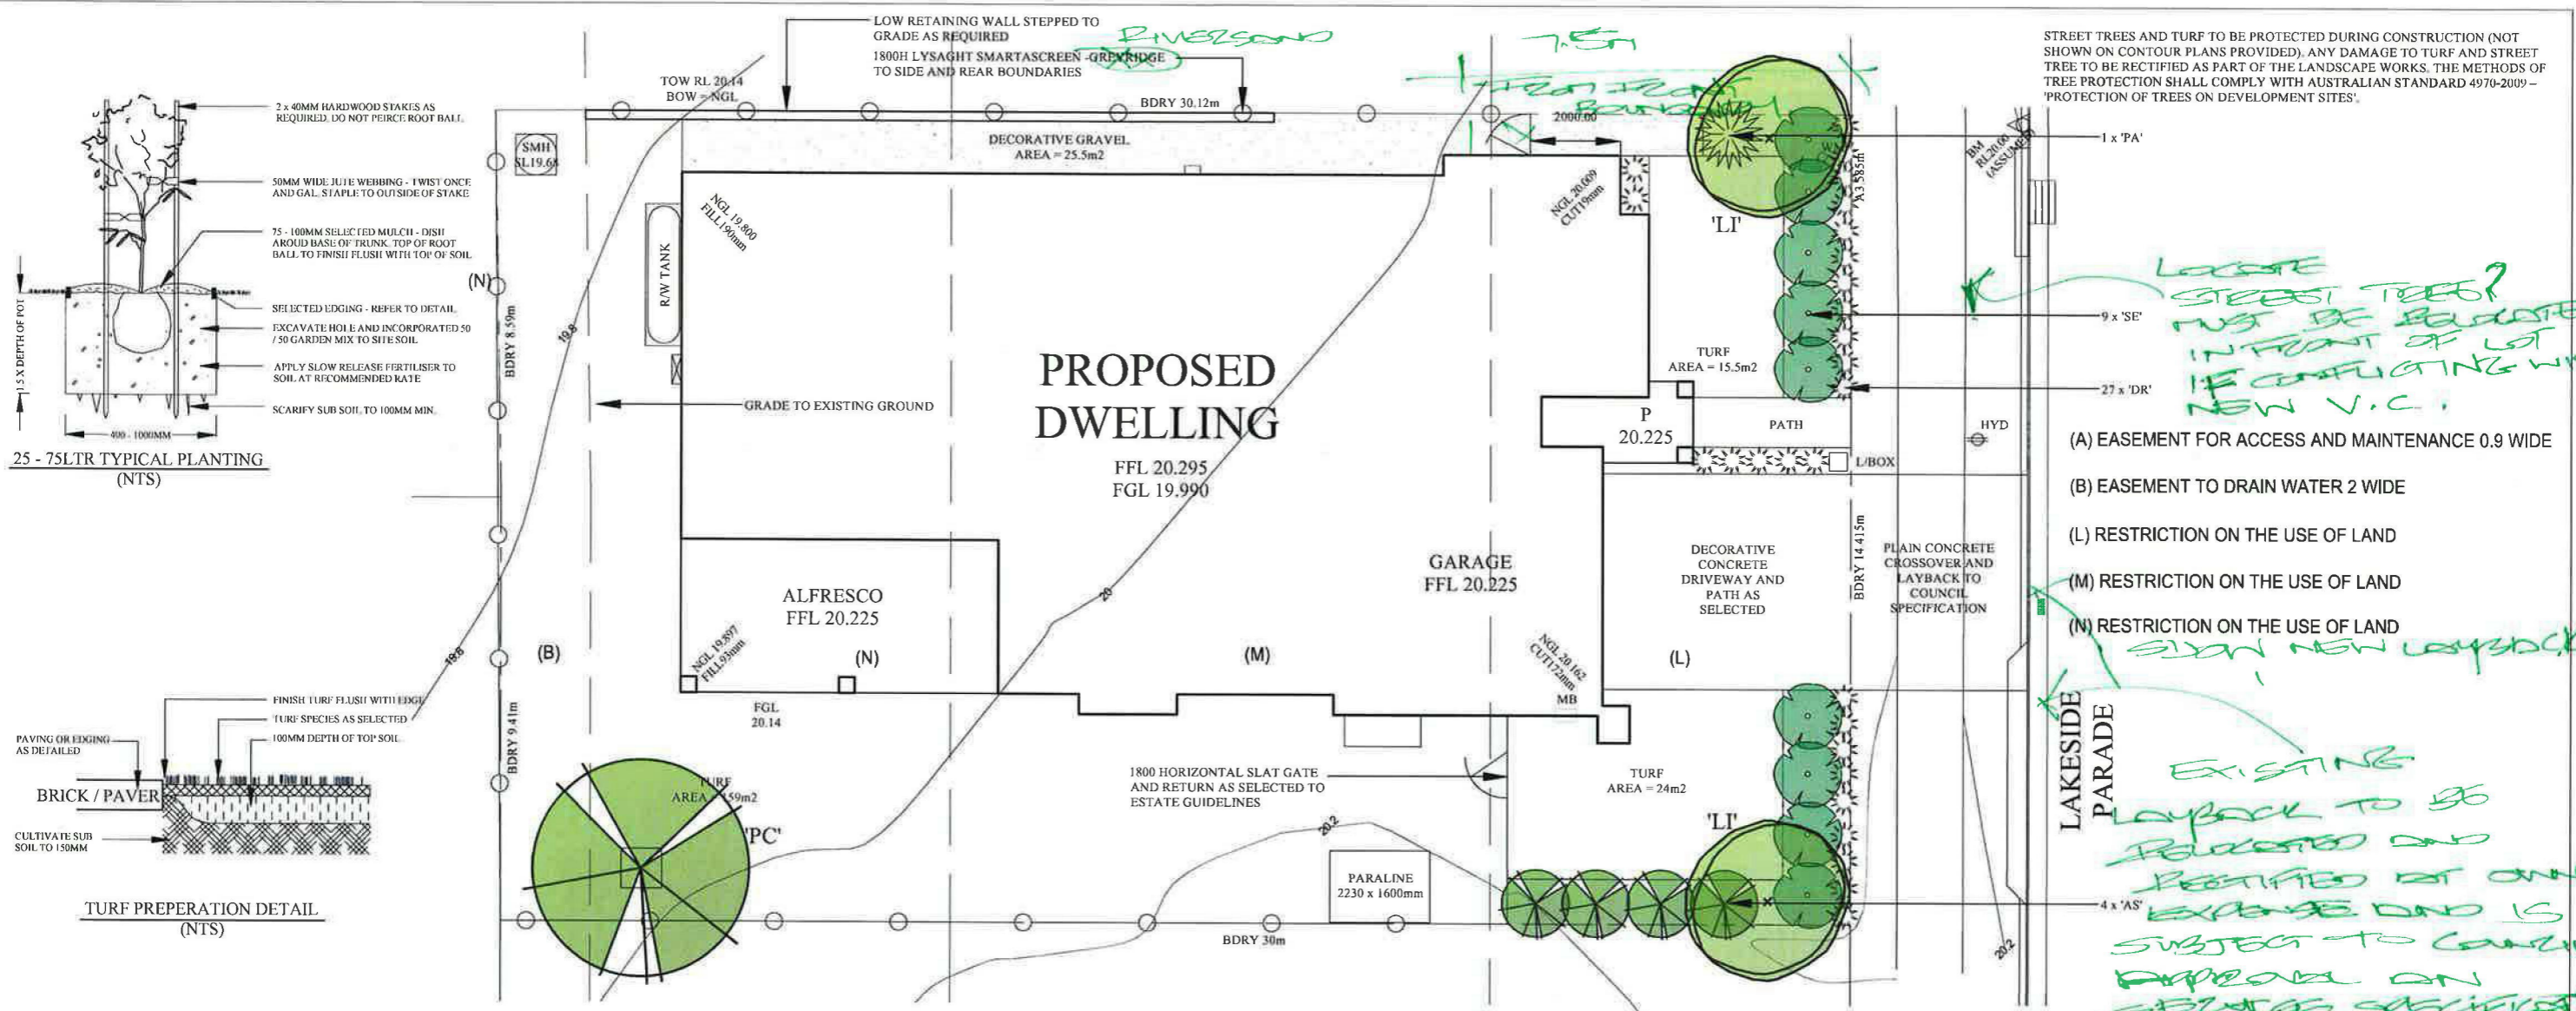 LOW RETAINING WALL STEPPED TO
GRADE AS REQUIRED
1800H LYSAGHT SMARTASCREEN -GREYRIDGE
TO SIDE AND REAR BOUNDARIES
RIVERSAND
7.5m
FROM FRONT
BOUNDARY
STREET TREES AND TURF TO BE PROTECTED DURING CONSTRUCTION (NOT
SHOWN ON CONTOUR PLANS PROVIDED). ANY DAMAGE TO TURF AND STREET
TREE TO BE RECTIFIED AS PART OF THE LANDSCAPE WORKS. THE METHODS OF
TREE PROTECTION SHALL COMPLY WITH AUSTRALIAN STANDARD 4970-2009 –
'PROTECTION OF TREES ON DEVELOPMENT SITES'.
2 x 40MM HARDWOOD STAKES AS
REQUIRED. DO NOT PEIRCE ROOT BALL.
50MM WIDE JUTE WEBBING - TWIST ONCE
AND GAL. STAPLE TO OUTSIDE OF STAKE
75 - 100MM SELECTED MULCH - DISH
AROUD BASE OF TRUNK. TOP OF ROOT
BALL TO FINISH FLUSH WITH TOP OF SOIL
SELECTED EDGING - REFER TO DETAIL
EXCAVATE HOLE AND INCORPORATED 50
/ 50 GARDEN MIX TO SITE SOIL
APPLY SLOW RELEASE FERTILISER TO
SOIL AT RECOMMENDED RATE
SCARIFY SUB SOIL TO 100MM MIN.
1.5 X DEPTH OF POT
400 - 1000MM
25 - 75LTR TYPICAL PLANTING
(NTS)
TOW RL 20.14
BOW = NGL
BDRY 30.12m
SMH
SL19.68
DECORATIVE GRAVEL
AREA = 25.5m2
2000.00
NGL 19.800
FILL190mm
NGL 20.009
CUT19mm
R/W TANK
(N)
BDRY 8.59m
19.8
GRADE TO EXISTING GROUND
PROPOSED
DWELLING
FFL 20.295
FGL 19.990
'LI'
A3.585m
BM
RL20.00
(ASSUMED)
1 x 'PA'
LOCATE
STREET TREE?
MUST BE RELOCATE
IN FRONT OF LOT
IF CONFLICTING
NEW V.C.
9 x 'SE'
27 x 'DR'
TURF
AREA = 15.5m2
P
20.225
PATH
HYD
L/BOX
(A) EASEMENT FOR ACCESS AND MAINTENANCE 0.9 WIDE
(B) EASEMENT TO DRAIN WATER 2 WIDE
(L) RESTRICTION ON THE USE OF LAND
(M) RESTRICTION ON THE USE OF LAND
(N) RESTRICTION ON THE USE OF LAND
SHOW NEW LAYBACK
ALFRESCO
FFL 20.225
GARAGE
FFL 20.225
20
DECORATIVE
CONCRETE
DRIVEWAY AND
PATH AS
SELECTED
BDRY 14.415m
PLAIN CONCRETE
CROSSOVER AND
LAYBACK TO
COUNCIL
SPECIFICATION
(B)
19.8
NGL 19.897
FILL93mm
(N)
(M)
NGL 20.162
CUT172mm
MB
(L)
FGL
20.14
BDRY 9.41m
LAKESIDE
PARADE
EXISTING
LAYBACK TO BE
RELOCATED AND
RECTIFIED AT OWN
EXPENSE AND IS
SUBJECT TO COUNCI
APPROVAL AN
FINISH TURF FLUSH WITH EDGE
TURF SPECIES AS SELECTED
100MM DEPTH OF TOP SOIL
PAVING OR EDGING
AS DETAILED
BRICK / PAVER
CULTIVATE SUB
SOIL TO 150MM
TURF PREPERATION DETAIL
(NTS)
TURF
AREA 159m2
'PC'
1800 HORIZONTAL SLAT GATE
AND RETURN AS SELECTED TO
ESTATE GUIDELINES
TURF
AREA = 24m2
'LI'
20.2
PARALINE
2230 x 1600mm
BDRY 30m
4 x 'AS'
20.2